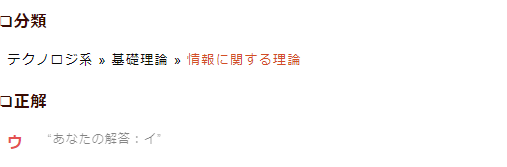 ❏分類
テクノロジ系 » 基礎理論 » 情報に関する理論
❏正解
ウ “あなたの解答：イ”